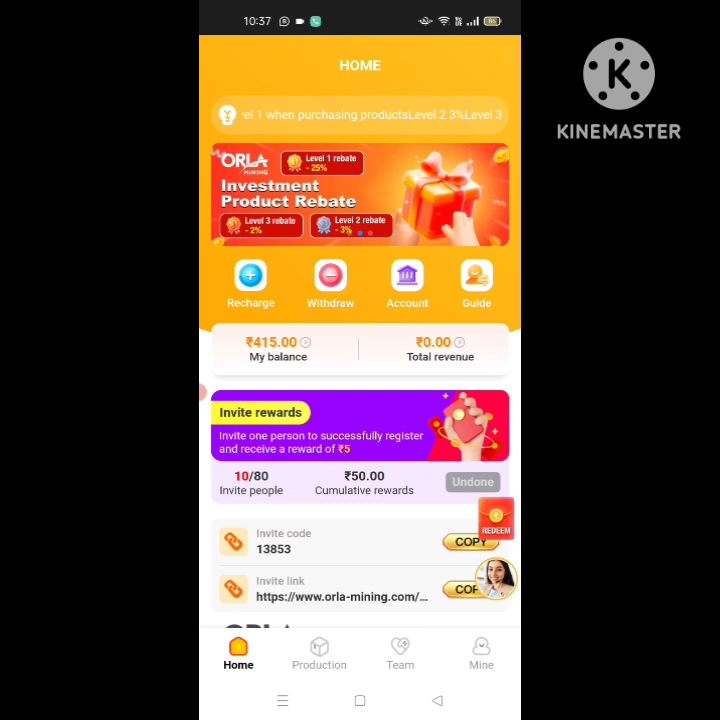 10:37
86
HOME
vel 1 when purchasing productsLevel 2 3%Level 3
K
KINEMASTER
ORLA
MINING
Level 1 rebate
- 25%
Investment
Product Rebate
Level 3 rebate
- 2%
Level 2 rebate
- 3%
Recharge
Withdraw
Account
Guide
₹415.00
My balance
₹0.00
Total revenue
Invite rewards
Invite one person to successfully register
and receive a reward of ₹5
10/80
Invite people
₹50.00
Cumulative rewards
Undone
REDEEM
Invite code
13853
COPY
Invite link
https://www.orla-mining.com/...
COP
Home
Production
Team
Mine